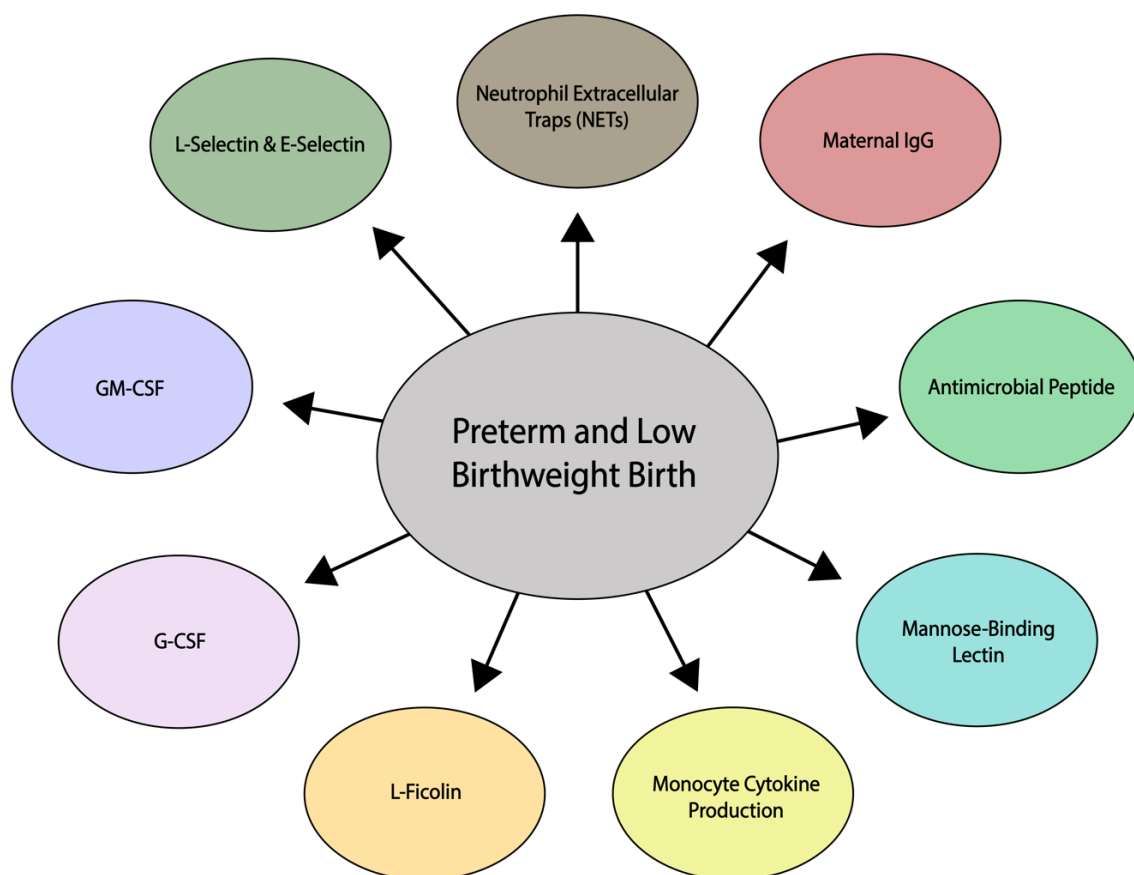 Neutrophil Extracellular
Traps (NETs)
L-Selectin & E-Selectin
Maternal IgG
GM-CSF
Antimicrobial Peptide
Preterm and Low
Birthweight Birth
G-CSF
Mannose-Binding
Lectin
L-Ficolin
Monocyte Cytokine
Production